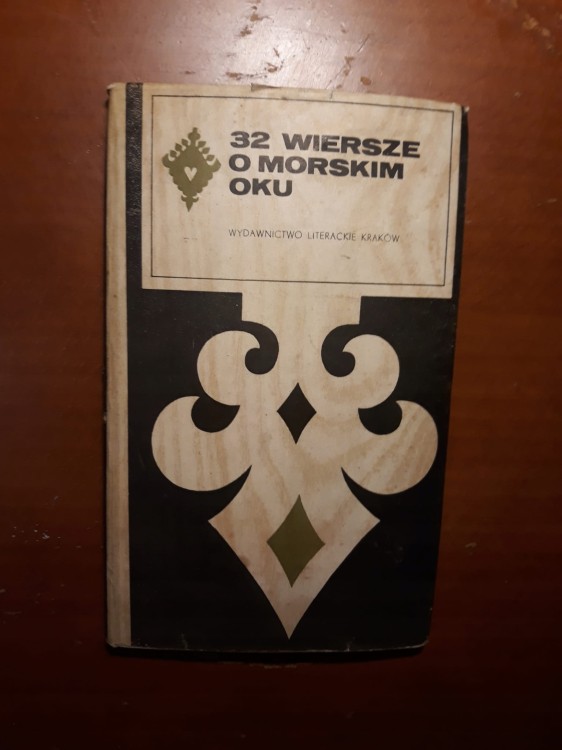 32 WIERSZE
O MORSKIM
OKU
WYDAWNICTWO LITERACKIE KRAKÓW